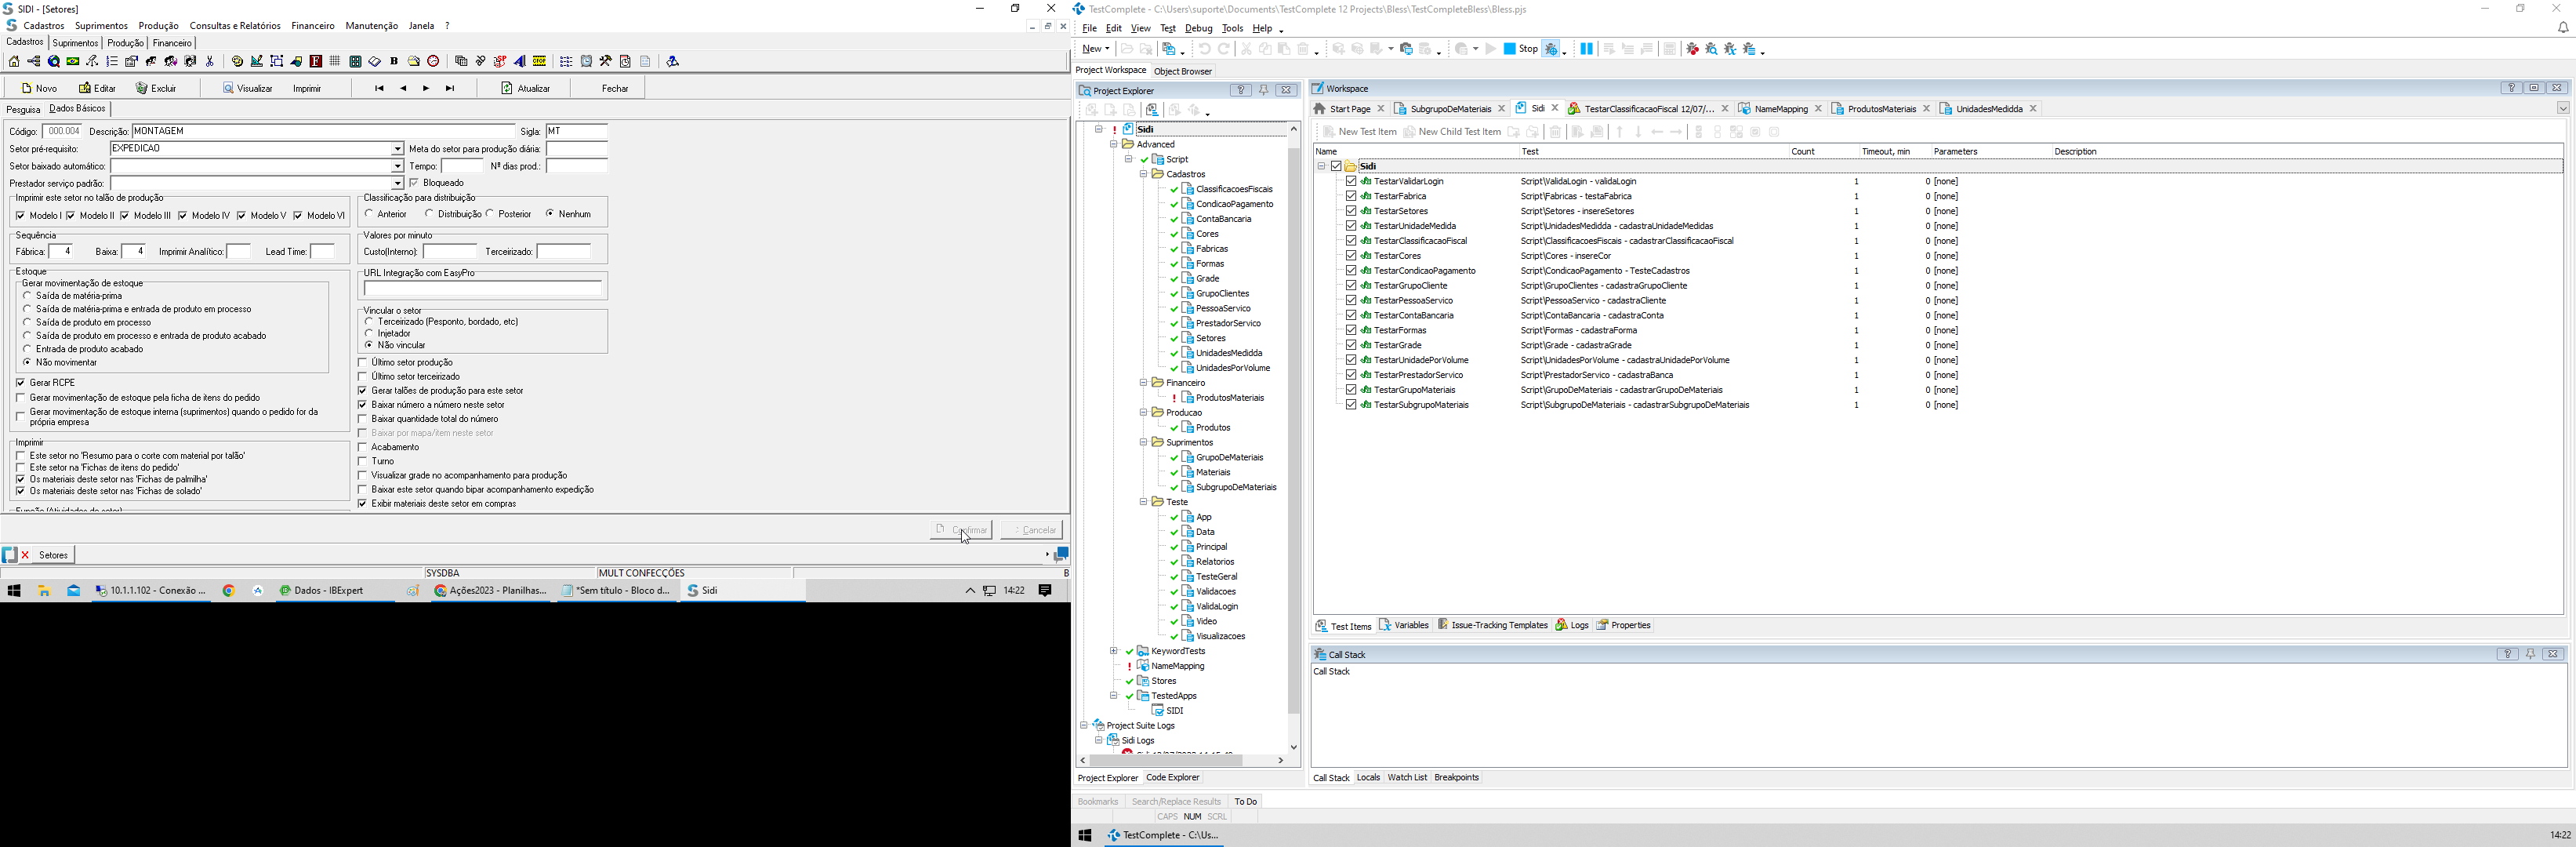 SIDI - [Setores]
Cadastros Suprimentos Produção Consultas e Relatórios Financeiro Manutenção Janela ?
Cadastros Suprimentos Produção Financeiro
Novo Editar Excluir Visualizar Imprimir Atualizar Fechar
Pesquisa Dados Básicos
Código: 000.004 Descrição: MONTAGEM Sigla: MT
Setor pré-requisito: EXPEDICAO Meta do setor para produção diária:
Setor baixado automático: Tempo: Nº dias prod.:
Prestador serviço padrão: Bloqueado
Imprimir este setor no talão de produção
Modelo I Modelo II Modelo III Modelo IV Modelo V Modelo VI
Classificação para distribuição
Anterior Distribuição Posterior Nenhum
Sequência
Fábrica: 4 Baixa: 4 Imprimir Analítico: Lead Time:
Valores por minuto
Custo(Interno): Terceirizado:
Estoque
Gerar movimentação de estoque
Saída de matéria-prima
Saída de matéria-prima e entrada de produto em processo
Saída de produto em processo
Saída de produto em processo e entrada de produto acabado
Entrada de produto acabado
Não movimentar
Gerar RCPE
Gerar movimentação de estoque pela ficha de itens do pedido
Gerar movimentação de estoque interna (suprimentos) quando o pedido for da
própria empresa
Imprimir
Este setor no 'Resumo para o corte com material por talão'
Este setor na 'Fichas de itens do pedido'
Os materiais deste setor nas 'Fichas de palmilha'
Os materiais deste setor nas 'Fichas de solado'
URL Integração com EasyPro
Vincular o setor
Terceirizado (Pesponto, bordado, etc)
Injetador
Não vincular
Último setor produção
Último setor terceirizado
Gerar talões de produção para este setor
Baixar número a número neste setor
Baixar quantidade total do número
Baixar por mapa/item neste setor
Acabamento
Turno
Visualizar grade no acompanhamento para produção
Baixar este setor quando bipar acompanhamento expedição
Exibir materiais deste setor em compras
Confirmar Cancelar
Setores
SYSDBA MULT CONFECÇÕES B
10.1.1.102 - Conexão ... Dados - IBExpert Ações2023 - Planilhas... *Sem título - Bloco d... Sidi 14:22
TestComplete - C:\Users\suporte\Documents\TestComplete 12 Projects\Bless\TestCompleteBless\Bless.pjs
File Edit View Test Debug Tools Help
New Stop
Project Workspace Object Browser
Project Explorer
Sidi
Advanced
Script
Cadastros
ClassificacoesFiscais
CondicaoPagamento
ContaBancaria
Cores
Fabricas
Formas
Grade
GrupoClientes
PessoaServico
PrestadorServico
Setores
UnidadesMedidda
UnidadesPorVolume
Financeiro
ProdutosMateriais
Producao
Produtos
Suprimentos
GrupoDeMateriais
Materiais
SubgrupoDeMateriais
Teste
App
Data
Principal
Relatorios
TesteGeral
Validacoes
ValidaLogin
Video
Visualizacoes
KeywordTests
NameMapping
Stores
TestedApps
SIDI
Project Suite Logs
Sidi Logs
Project Explorer Code Explorer
Workspace
Start Page SubgrupoDeMateriais Sidi TestarClassificacaoFiscal 12/07/... NameMapping ProdutosMateriais UnidadesMedidda
New Test Item New Child Test Item
Name Test Count Timeout, min Parameters Description
Sidi
TestarValidarLogin Script\ValidaLogin - validaLogin 1 0 [none]
TestarFabrica Script\Fabricas - testaFabrica 1 0 [none]
TestarSetores Script\Setores - insereSetores 1 0 [none]
TestarUnidadeMedida Script\UnidadesMedidda - cadastraUnidadeMedidas 1 0 [none]
TestarClassificacaoFiscal Script\ClassificacoesFiscais - cadastrarClassificacaoFiscal 1 0 [none]
TestarCores Script\Cores - insereCor 1 0 [none]
TestarCondicaoPagamento Script\CondicaoPagamento - TesteCadastros 1 0 [none]
TestarGrupoCliente Script\GrupoClientes - cadastraGrupoCliente 1 0 [none]
TestarPessoaServico Script\PessoaServico - cadastraCliente 1 0 [none]
TestarContaBancaria Script\ContaBancaria - cadastraConta 1 0 [none]
TestarFormas Script\Formas - cadastraForma 1 0 [none]
TestarGrade Script\Grade - cadastraGrade 1 0 [none]
TestarUnidadePorVolume Script\UnidadesPorVolume - cadastraUnidadePorVolume 1 0 [none]
TestarPrestadorServico Script\PrestadorServico - cadastraBanca 1 0 [none]
TestarGrupoMateriais Script\GrupoDeMateriais - cadastrarGrupoDeMateriais 1 0 [none]
TestarSubgrupoMateriais Script\SubgrupoDeMateriais - cadastrarSubgrupoDeMateriais 1 0 [none]
Test Items Variables Issue-Tracking Templates Logs Properties
Call Stack
Call Stack
Call Stack Locals Watch List Breakpoints
Bookmarks Search/Replace Results To Do
CAPS NUM SCRL
TestComplete - C:\Us... 14:22